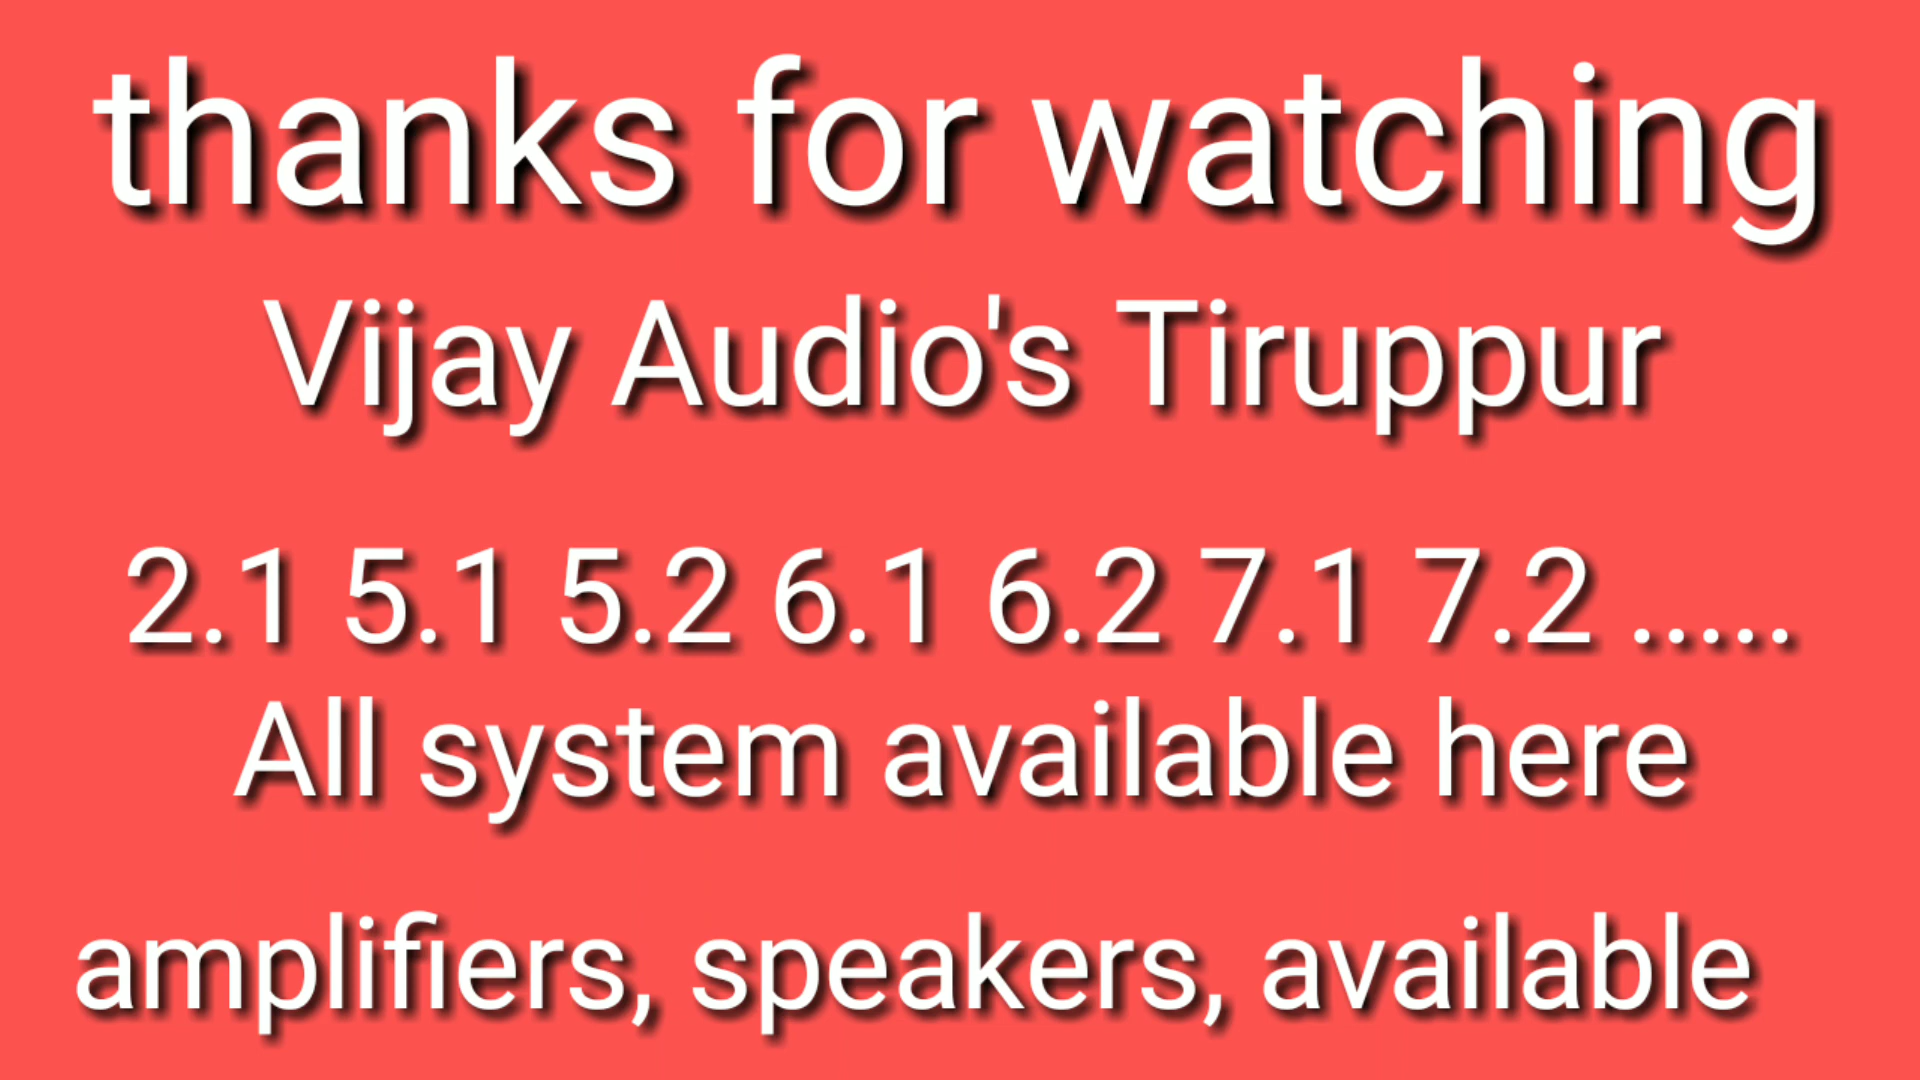 thanks for watching
Vijay Audio's Tiruppur
2.1 5.1 5.2 6.1 6.2 7.1 7.2 .....
All system available here
amplifiers, speakers, available